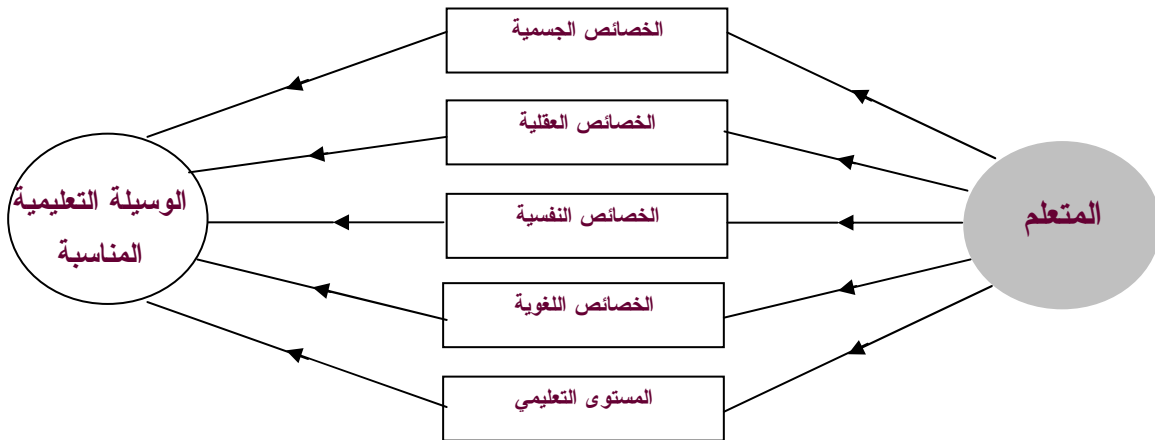 المتعلم
الخصائص الجسمية
الخصائص العقلية
الخصائص النفسية
الخصائص اللغوية
المستوى التعليمي
الوسيلة التعليمية
المناسبة